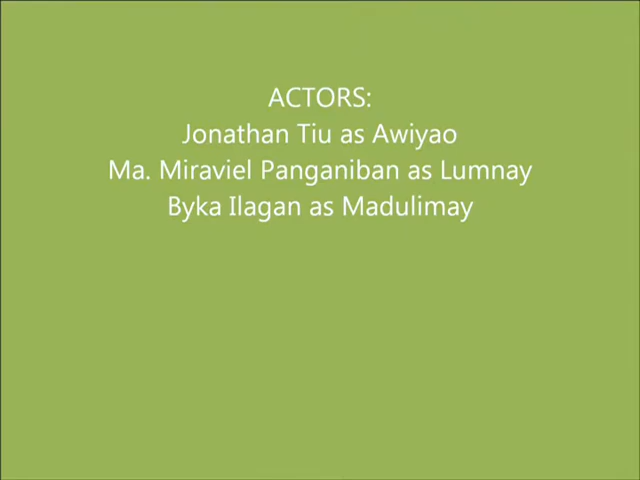 ACTORS:
Jonathan Tiu as Awiyao
Ma. Miraviel Panganiban as Lumnay
Byka Ilagan as Madulimay